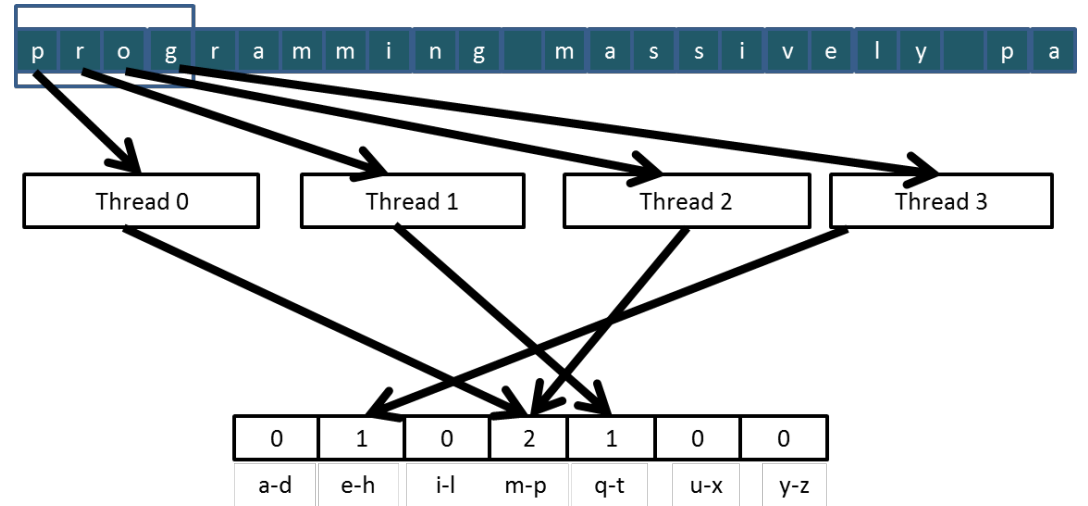 p r o g r a m m i n g m a s s i v e l y p a
Thread 0 Thread 1 Thread 2 Thread 3
0 1 0 2 1 0 0
a-d e-h i-l m-p q-t u-x y-z